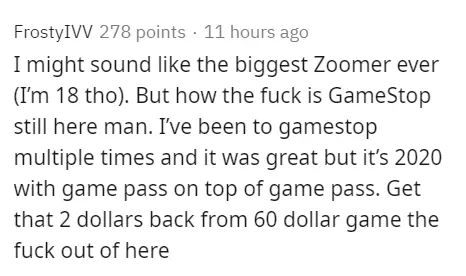 FrostyIVV 278 points · 11 hours ago
I might sound like the biggest Zoomer ever
(I'm 18 tho). But how the fuck is GameStop
still here man. I've been to gamestop
multiple times and it was great but it's 2020
with game pass on top of game pass. Get
that 2 dollars back from 60 dollar game the
fuck out of here